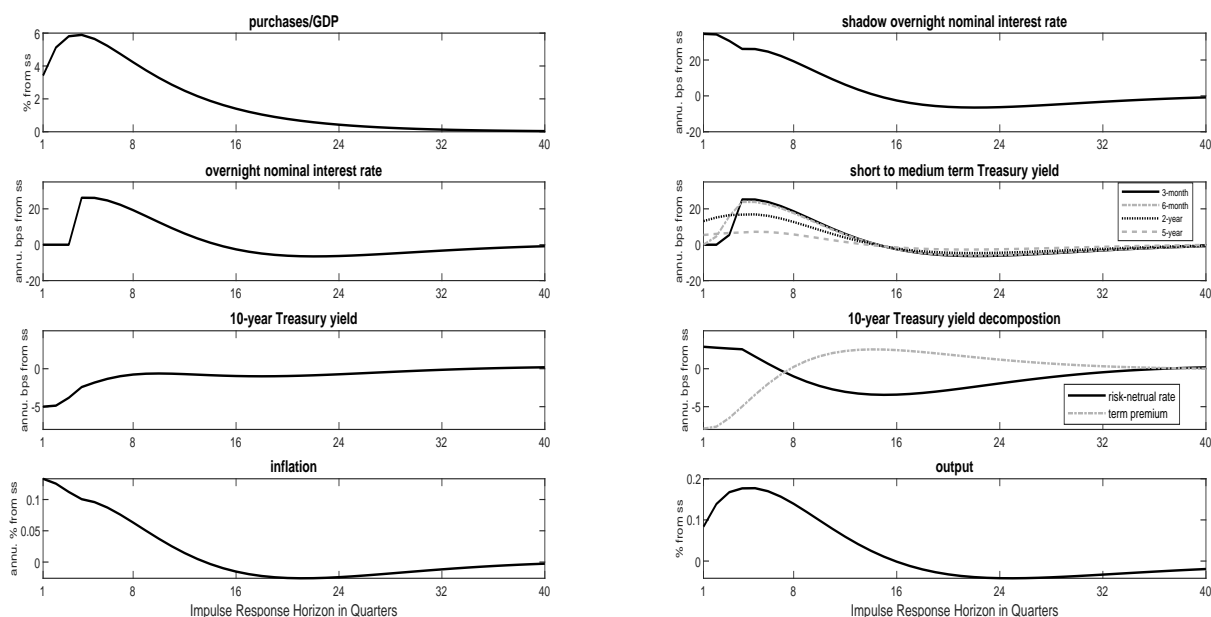 purchases/GDP
% from ss
6
4
2
0
1 8 16 24 32 40
shadow overnight nominal interest rate
annu. bps from ss
20
0
-20
1 8 16 24 32 40
overnight nominal interest rate
annu. bps from ss
20
0
-20
1 8 16 24 32 40
short to medium term Treasury yield
annu. bps from ss
20
0
-20
1 8 16 24 32 40
3-month
6-month
2-year
5-year
10-year Treasury yield
annu. bps from ss
0
-5
1 8 16 24 32 40
10-year Treasury yield decompostion
annu. bps from ss
5
0
-5
1 8 16 24 32 40
risk-netrual rate
term premium
inflation
annu. % from ss
0.1
0.05
0
1 8 16 24 32 40
Impulse Response Horizon in Quarters
output
% from ss
0.2
0.1
0
1 8 16 24 32 40
Impulse Response Horizon in Quarters